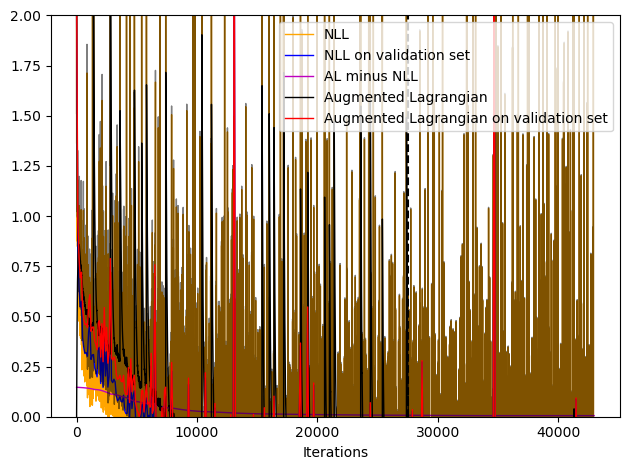 2.00
1.75
1.50
1.25
1.00
0.75
0.50
0.25
0.00
NLL
NLL on validation set
AL minus NLL
Augmented Lagrangian
Augmented Lagrangian on validation set
0 10000 20000 30000 40000
Iterations